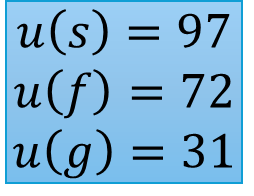 u(s) = 97
u(f) = 72
u(g) = 31